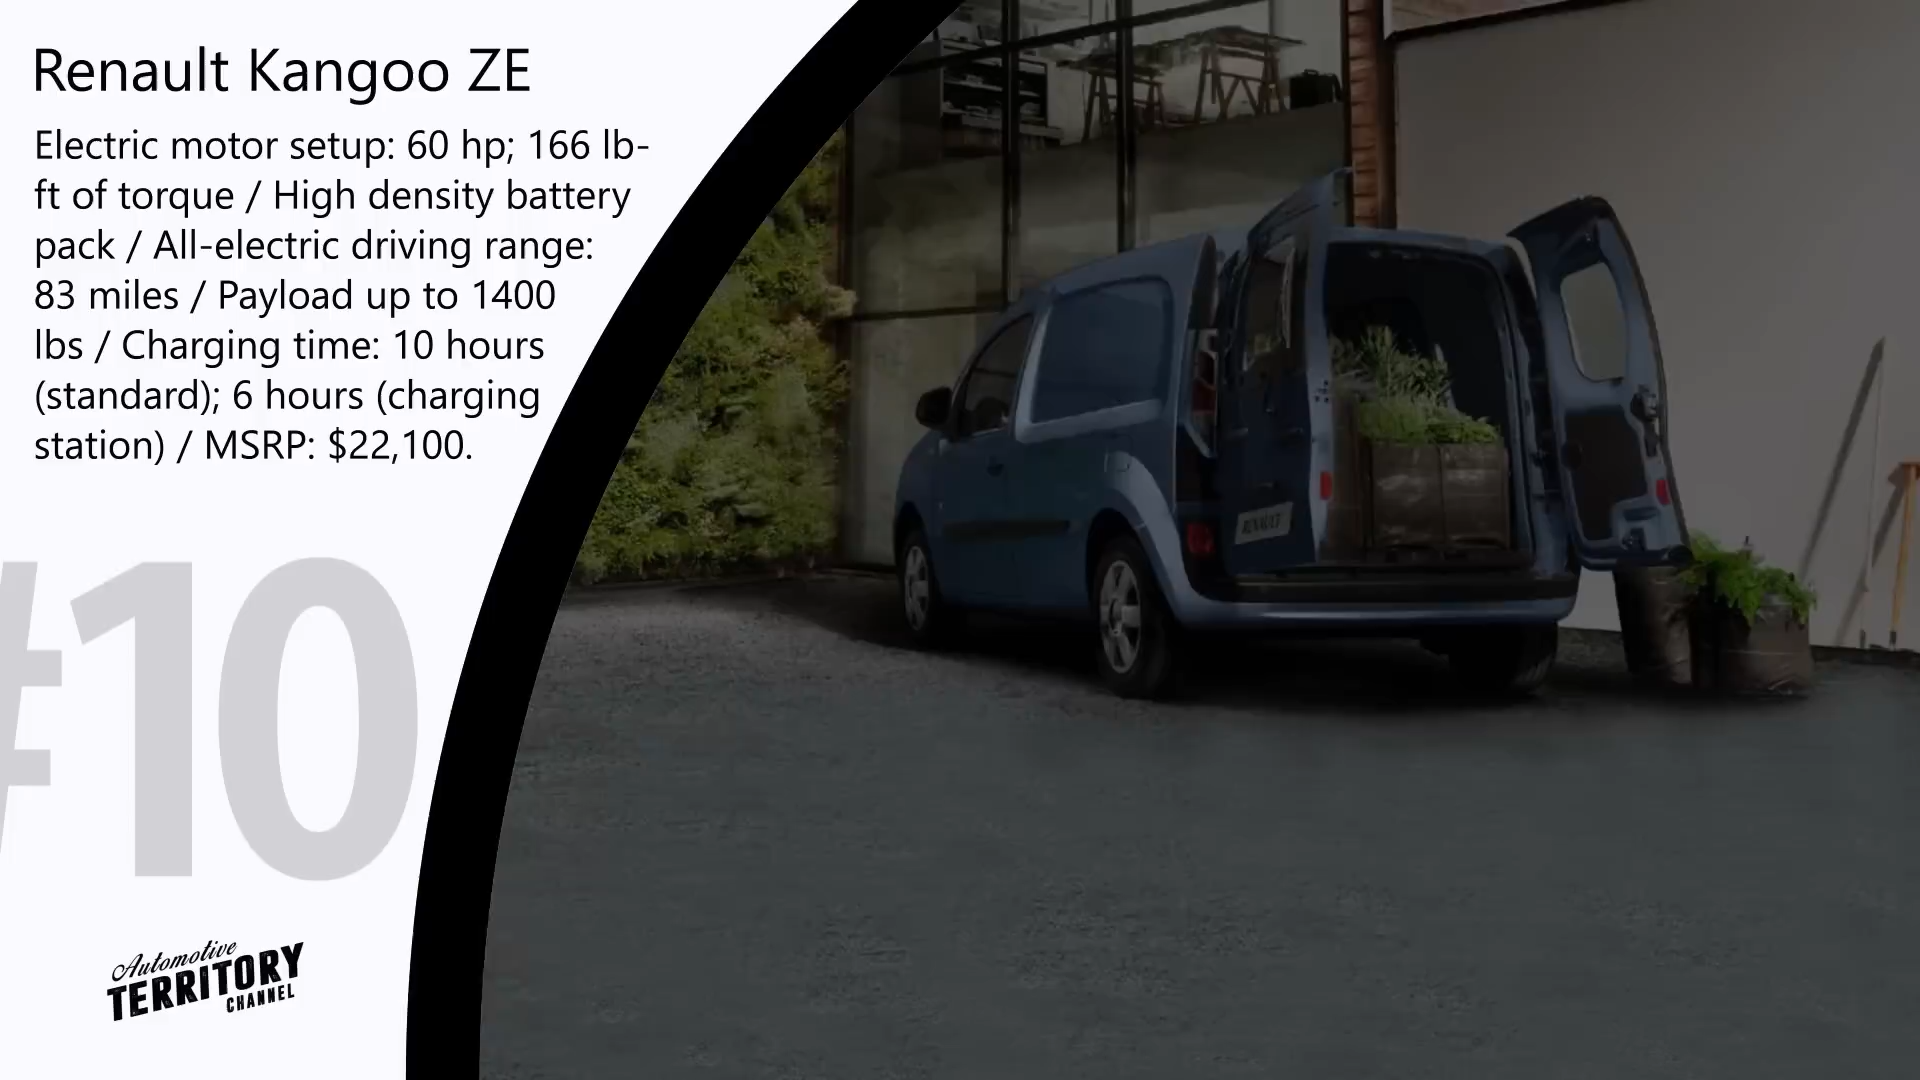 Renault Kangoo ZE
Electric motor setup: 60 hp; 166 lb-
ft of torque / High density battery
pack / All-electric driving range:
83 miles / Payload up to 1400
lbs / Charging time: 10 hours
(standard); 6 hours (charging
station) / MSRP: $22,100.
#10
Automotive
TERRITORY
CHANNEL
RENAULT